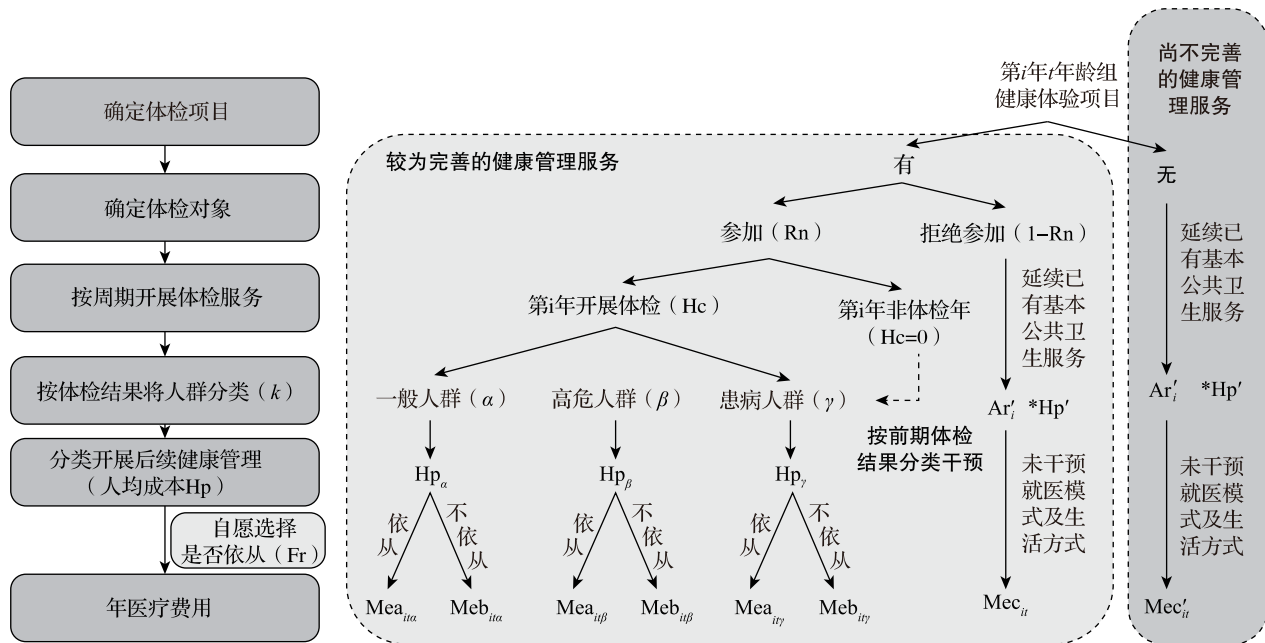 确定体检项目
确定体检对象
按周期开展体检服务
按体检结果将人群分类（k）
分类开展后续健康管理
（人均成本Hp）
自愿选择
是否依从（Fr）
年医疗费用
第i年t年龄组
健康体验项目
较为完善的健康管理服务
有
参加（Rn）
拒绝参加（1−Rn）
第i年开展体检（Hc）
第i年非体检年
（Hc=0）
延续已
有基本
公共卫
生服务
一般人群（α）
高危人群（β）
患病人群（γ）
按前期体检
结果分类干预
Ar′i *Hp′
Hpα
Hpβ
Hpγ
未干预
就医模
式及生
活方式
依从
不依从
依从
不依从
依从
不依从
Meaitα
Mebitα
Meaitβ
Mebitβ
Meaitγ
Mebitγ
Mecit
尚不完善
的健康管
理服务
无
延续已
有基本
公共卫
生服务
Ar′i *Hp′
未干预
就医模
式及生
活方式
Mec′it